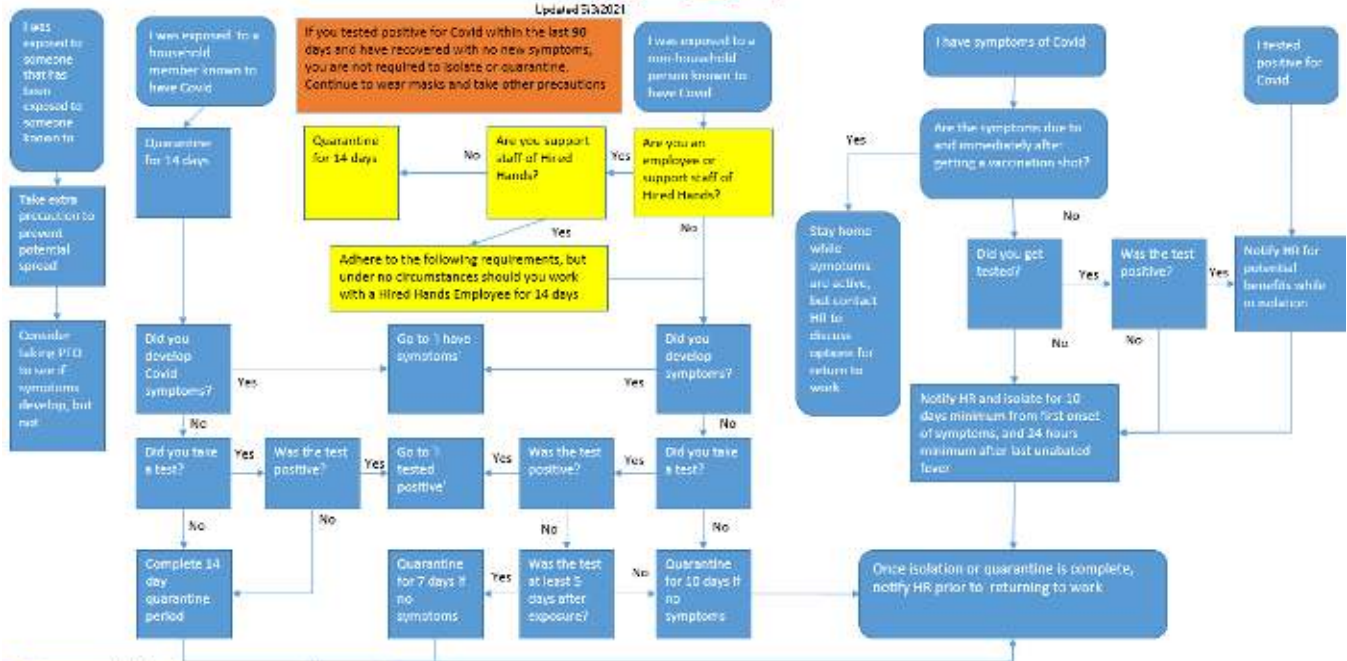 Updated 5/3/2021
I was
exposed to
someone
that has
been
exposed to
someone
known to
Take extra
precaution to
prevent
potential
spread
Consider
taking PTO
to see if
symptoms
develop, but
not
I was exposed to a
household
member known to
have Covid
Quarantine
for 14 days
If you tested positive for Covid within the last 90
days and have recovered with no new symptoms,
you are not required to isolate or quarantine.
Continue to wear masks and take other precautions
I was exposed to a
non-household
person known to
have Covid
Quarantine
for 14 days
No
Are you support
staff of Hired
Hands?
Yes
Are you an
employee or
support staff of
Hired Hands?
Yes
No
Adhere to the following requirements, but
under no circumstances should you work
with a Hired Hands Employee for 14 days
Did you
develop
Covid
symptoms?
Yes
Go to 'I have
symptoms'
Yes
Did you
develop
symptoms?
No
No
Did you take
a test?
Yes
Was the test
positive?
Yes
Go to 'I
tested
positive'
Yes
Was the test
positive?
Yes
Did you take
a test?
No
No
No
No
Complete 14
day
quarantine
period
Quarantine
for 7 days if
no
symptoms
Yes
Was the test
at least 5
days after
exposure?
No
Quarantine
for 10 days if
no
symptoms
I have symptoms of Covid
Are the symptoms due to
and immediately after
getting a vaccination shot?
Yes
No
Stay home
while
symptoms
are active,
but contact
HR to
discuss
options for
return to
work
Did you get
tested?
Yes
Was the test
positive?
Yes
No
No
I tested
positive for
Covid
Notify HR for
potential
benefits while
in isolation
Notify HR and isolate for 10
days minimum from first onset
of symptoms, and 24 hours
minimum after last unabated
fever
Once isolation or quarantine is complete,
notify HR prior to returning to work